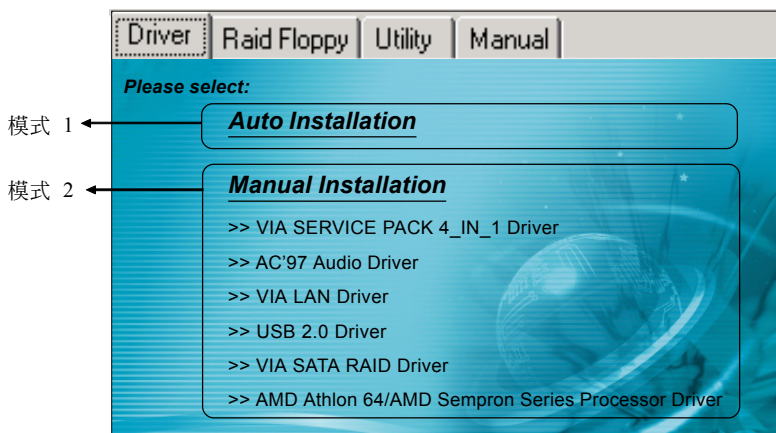 Driver Raid Floppy Utility Manual
Please select:
模式 1
Auto Installation
模式 2
Manual Installation
>> VIA SERVICE PACK 4_IN_1 Driver
>> AC’97 Audio Driver
>> VIA LAN Driver
>> USB 2.0 Driver
>> VIA SATA RAID Driver
>> AMD Athlon 64/AMD Sempron Series Processor Driver